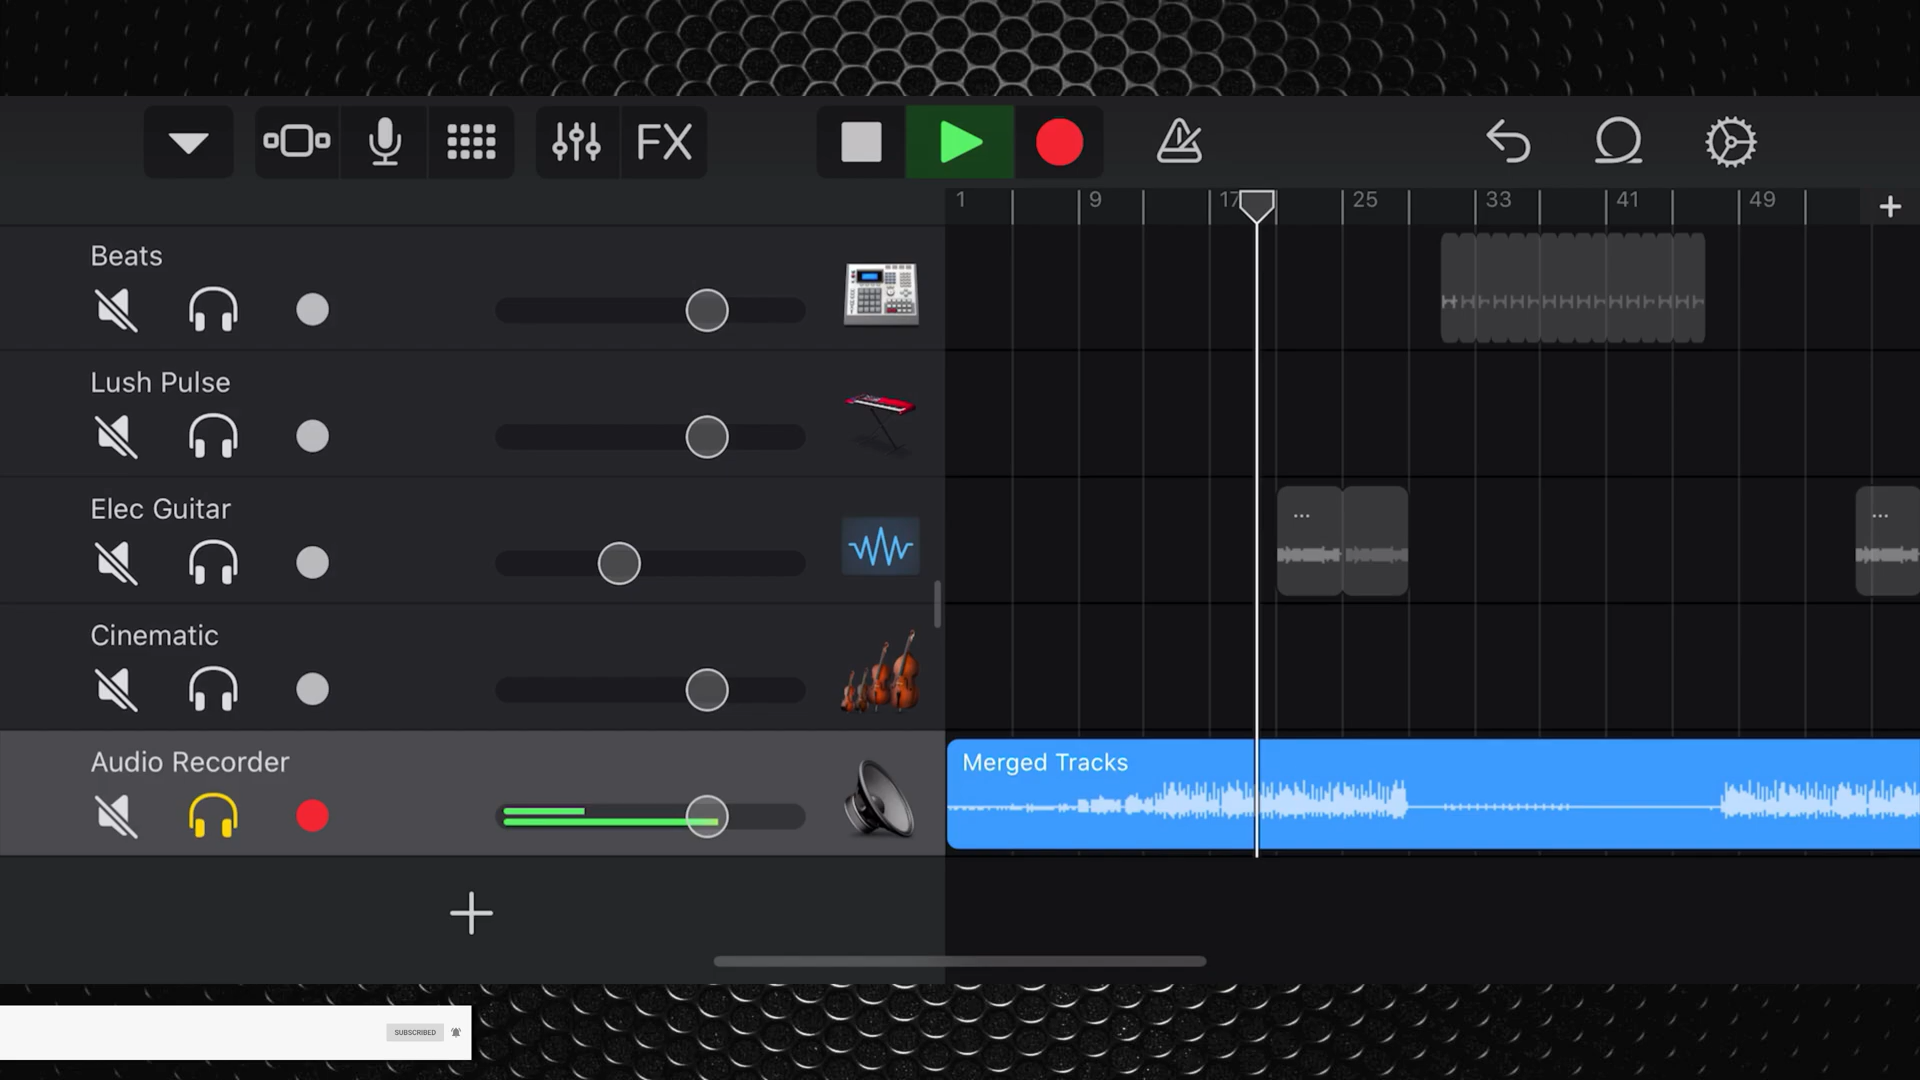 FX
1 9 17 25 33 41 49
Beats
Lush Pulse
Elec Guitar
...
...
Cinematic
Audio Recorder
Merged Tracks
SUBSCRIBED